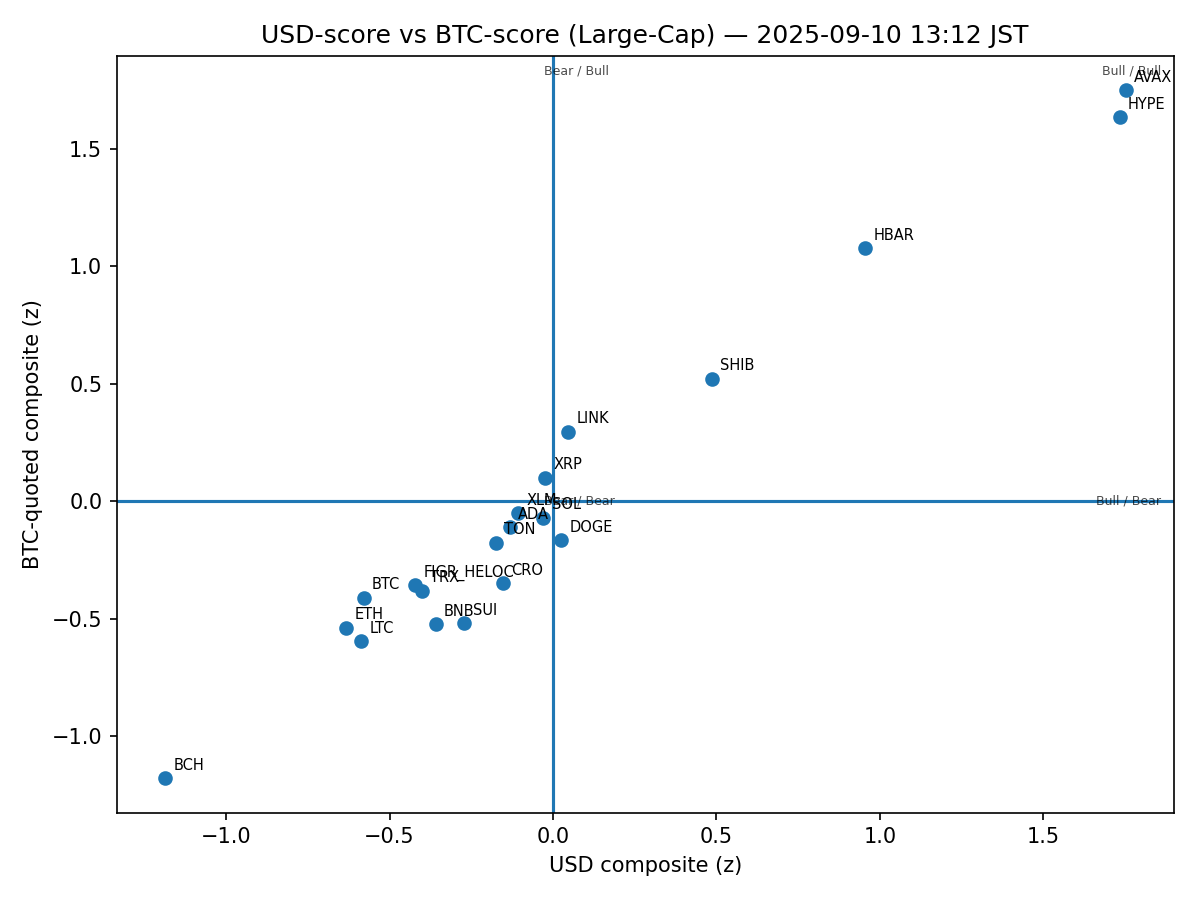 USD-score vs BTC-score (Large-Cap) — 2025-09-10 13:12 JST
Bear / Bull
Bull / Bull
AVAX
HYPE
HBAR
SHIB
LINK
XRP
XLM
Bear / Bear
SOL
Bull / Bear
ADA
TON
DOGE
FIGR_HELOC
TRX
CRO
BTC
ETH
BNB
SUI
LTC
BCH
1.5
1.0
0.5
0.0
−0.5
−1.0
BTC-quoted composite (z)
−1.0
−0.5
0.0
0.5
1.0
1.5
USD composite (z)